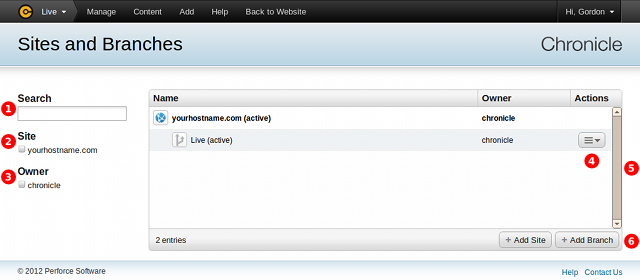 Live Manage Content Add Help Back to Website Hi, Gordon
Sites and Branches Chronicle
1 Search
2 Site
yourhostname.com
3 Owner
chronicle
Name Owner Actions
yourhostname.com (active) chronicle
Live (active) chronicle
4
5
2 entries + Add Site + Add Branch 6
© 2012 Perforce Software Help Contact Us